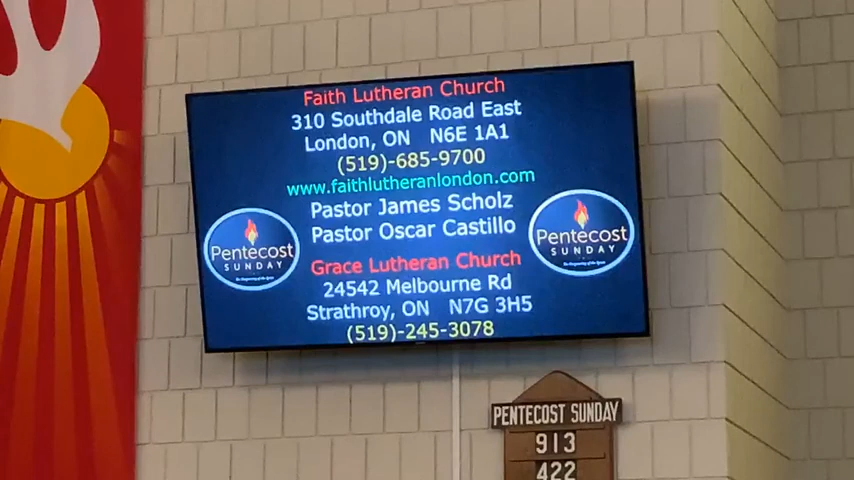 Faith Lutheran Church
310 Southdale Road East
London, ON N6E 1A1
(519)-685-9700
www.faithlutheranlondon.com
Pastor James Scholz
Pastor Oscar Castillo
Pentecost
SUNDAY
Pentecost
SUNDAY
Grace Lutheran Church
24542 Melbourne Rd
Strathroy, ON N7G 3H5
(519)-245-3078
PENTECOST SUNDAY
913
422